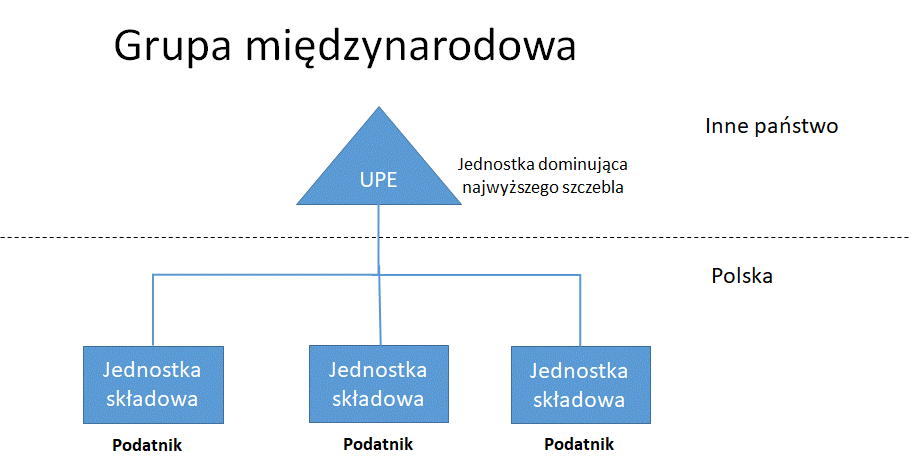 Grupa międzynarodowa
Inne państwo
UPE
Jednostka dominująca
najwyższego szczebla
Polska
Jednostka
składowa
Jednostka
składowa
Jednostka
składowa
Podatnik
Podatnik
Podatnik